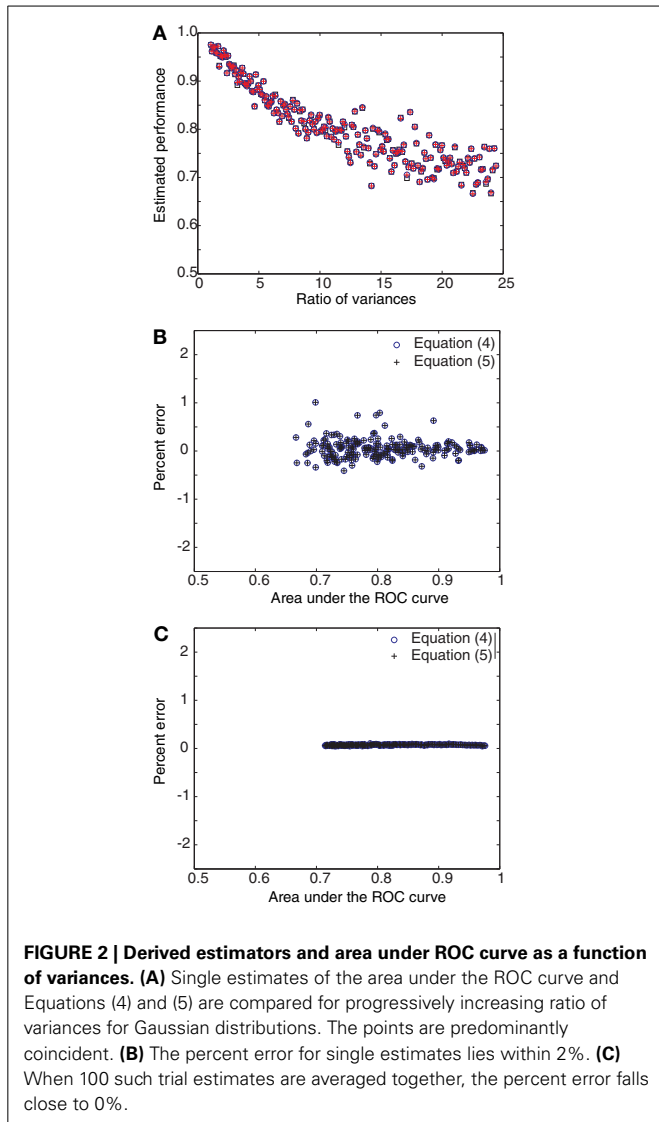 A
1.0
0.9
0.8
0.7
0.6
0.5
Estimated performance
0 5 10 15 20 25
Ratio of variances
B
Equation (4)
Equation (5)
2
1
0
-1
-2
Percent error
0.5 0.6 0.7 0.8 0.9 1
Area under the ROC curve
C
Equation (4)
Equation (5)
2
1
0
-1
-2
Percent error
0.5 0.6 0.7 0.8 0.9 1
Area under the ROC curve
FIGURE 2 | Derived estimators and area under ROC curve as a function
of variances. (A) Single estimates of the area under the ROC curve and
Equations (4) and (5) are compared for progressively increasing ratio of
variances for Gaussian distributions. The points are predominantly
coincident. (B) The percent error for single estimates lies within 2%. (C)
When 100 such trial estimates are averaged together, the percent error falls
close to 0%.